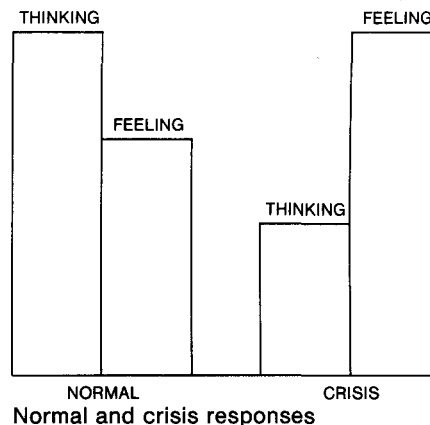 THINKING
FEELING
FEELING
THINKING
NORMAL CRISIS
Normal and crisis responses